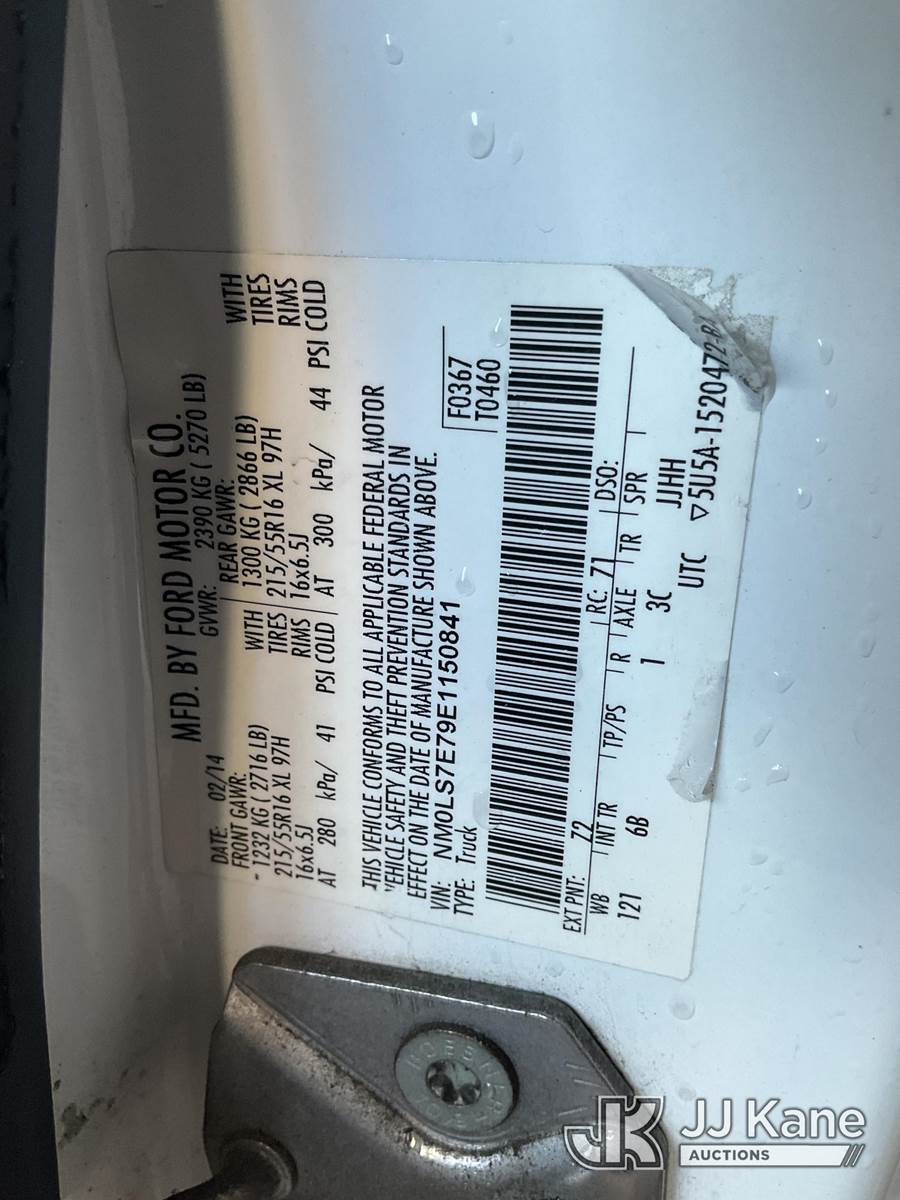 MFD. BY FORD MOTOR CO.
DATE: 02/14 GVWR: 2390 KG ( 5270 LB)
FRONT GAWR: REAR GAWR:
1232 KG ( 2716 LB) WITH 1300 KG ( 2866 LB) WITH
215/55R16 XL 97H TIRES 215/55R16 XL 97H TIRES
16x6.5J RIMS 16x6.5J RIMS
AT 280 kPa/ 41 PSI COLD AT 300 kPa/ 44 PSI COLD
THIS VEHICLE CONFORMS TO ALL APPLICABLE FEDERAL MOTOR
VEHICLE SAFETY AND THEFT PREVENTION STANDARDS IN
EFFECT ON THE DATE OF MANUFACTURE SHOWN ABOVE.
VIN: NM0LS7E79E1150841 F0367
TYPE: Truck T0460
EXT PNT: Z2 RC: 71 DSO:
WB INT TR TP/PS R AXLE TR SPR
121 6B 1 3C JJHH
UTC ▽5U5A-1520472-B
JK JJ Kane
AUCTIONS